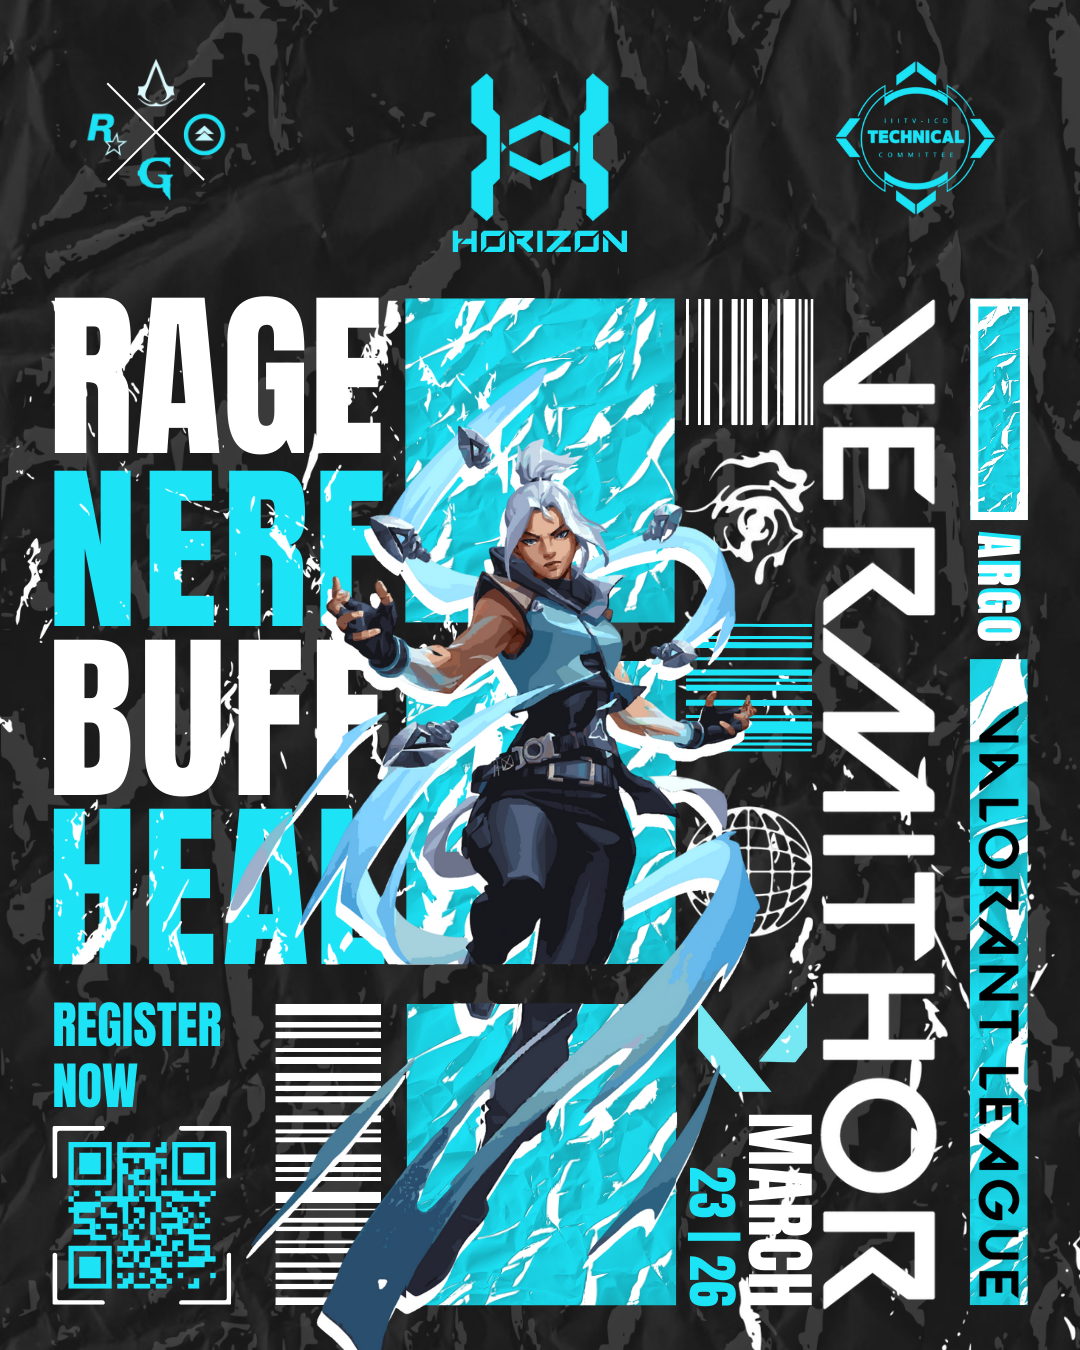 R
G
HORIZON
IIITV-ICD
TECHNICAL
COMMITTEE
RAGE
NERF
BUFF
HEAL
REGISTER
NOW
MARCH
23 | 26
VERMITHOR
ARGO
VALORANT LEAGUE